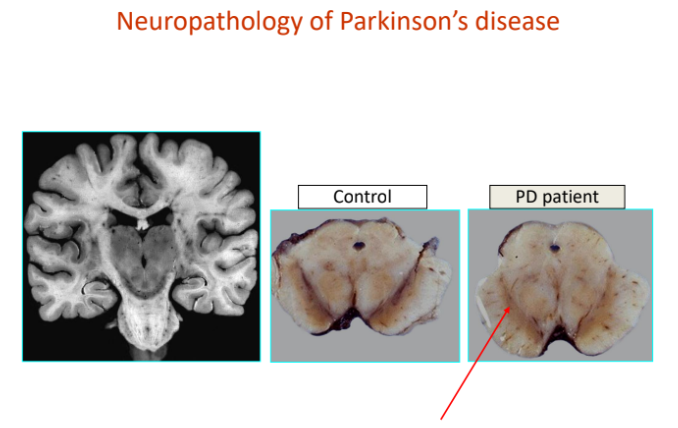 Neuropathology of Parkinson's disease
Control
PD patient